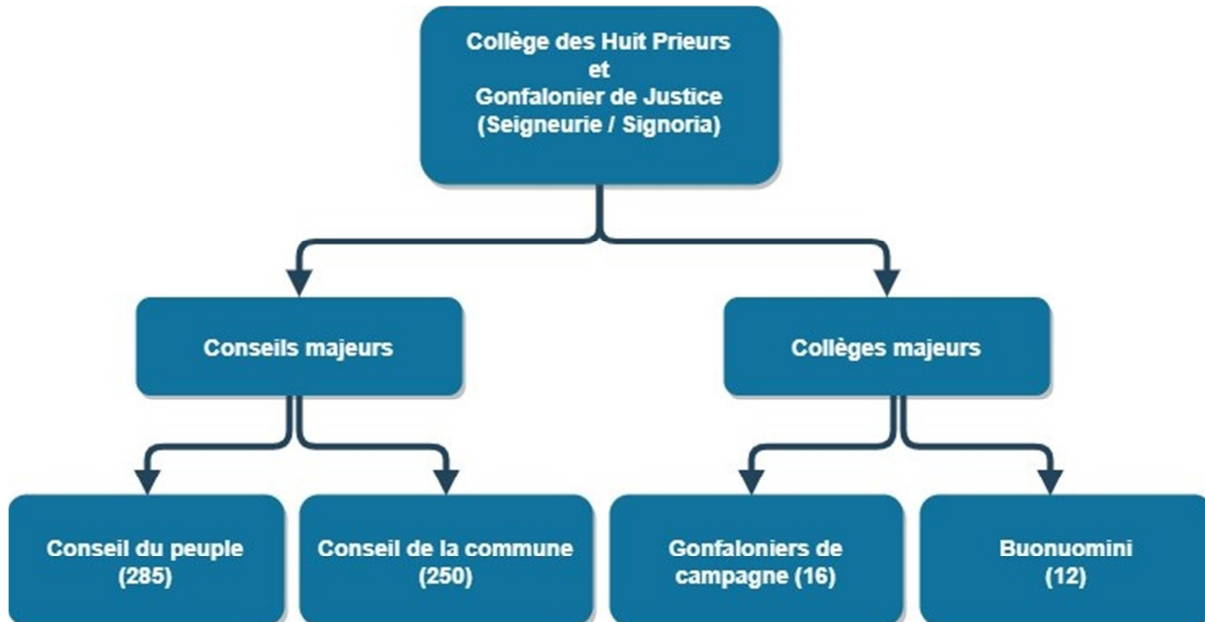 Collège des Huit Prieurs
et
Gonfalonier de Justice
(Seigneurie / Signoria)
Conseils majeurs
Collèges majeurs
Conseil du peuple
(285)
Conseil de la commune
(250)
Gonfaloniers de
campagne (16)
Buonuomini
(12)